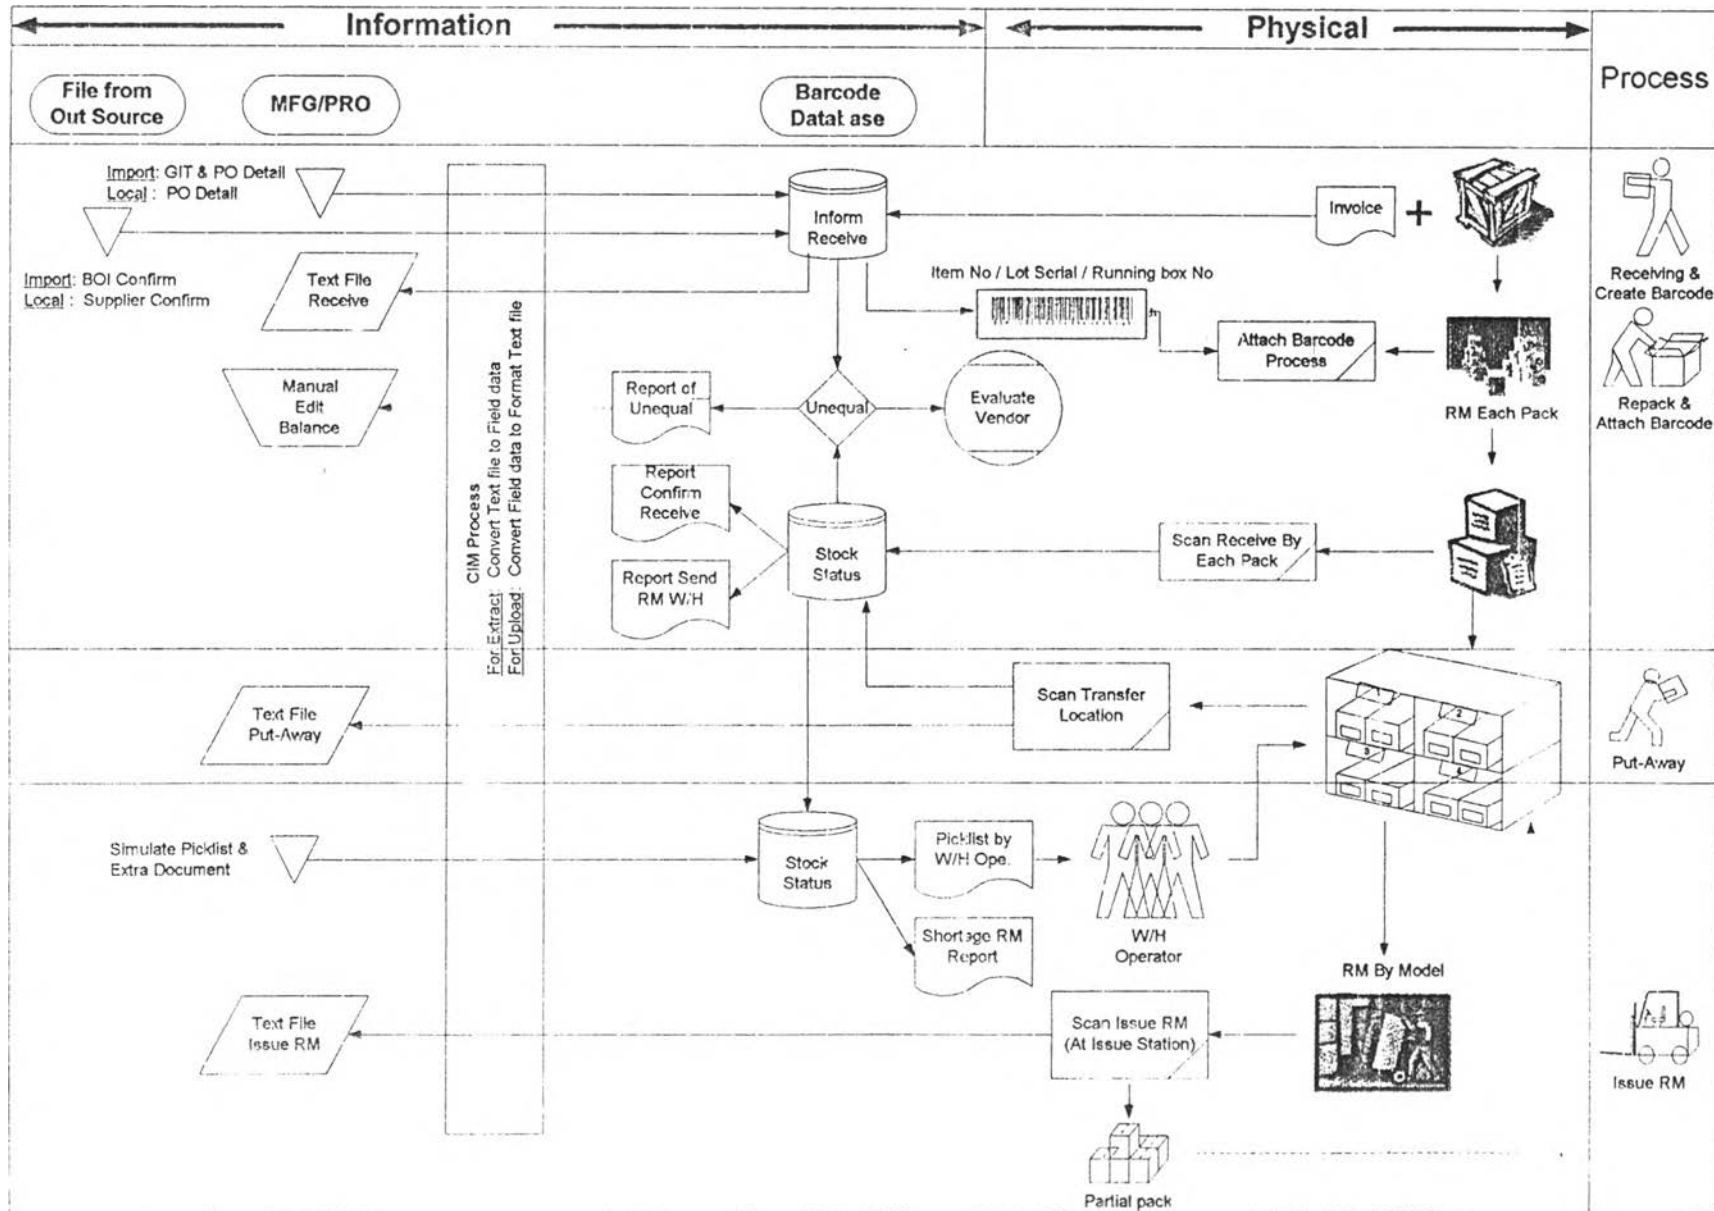 Information
Physical
Process
File from
Out Source
MFG/PRO
Barcode
Datat ase
Import: GIT & PO Detail
Local : PO Detail
Import: BOI Confirm
Local : Supplier Confirm
Inform
Receive
Invoice
+
Receiving &
Create Barcode
Text File
Receive
Item No / Lot Serial / Running box No
Attach Barcode
Process
RM Each Pack
Repack &
Attach Barcode
Manual
Edit
Balance
Report of
Unequal
Unequal
Evaluate
Vendor
CIM Process
For Extract: Convert Text file to Field data
For Upload: Convert Field data to Format Text file
Report
Confirm
Receive
Stock
Status
Scan Receive By
Each Pack
Report Send
RM W/H
Text File
Put-Away
Scan Transfer
Location
1
2
3
4
Put-Away
Simulate Picklist &
Extra Document
Stock
Status
Picklist by
W/H Ope.
W/H
Operator
Shortage RM
Report
RM By Model
Text File
Issue RM
Scan Issue RM
(At Issue Station)
Issue RM
Partial pack